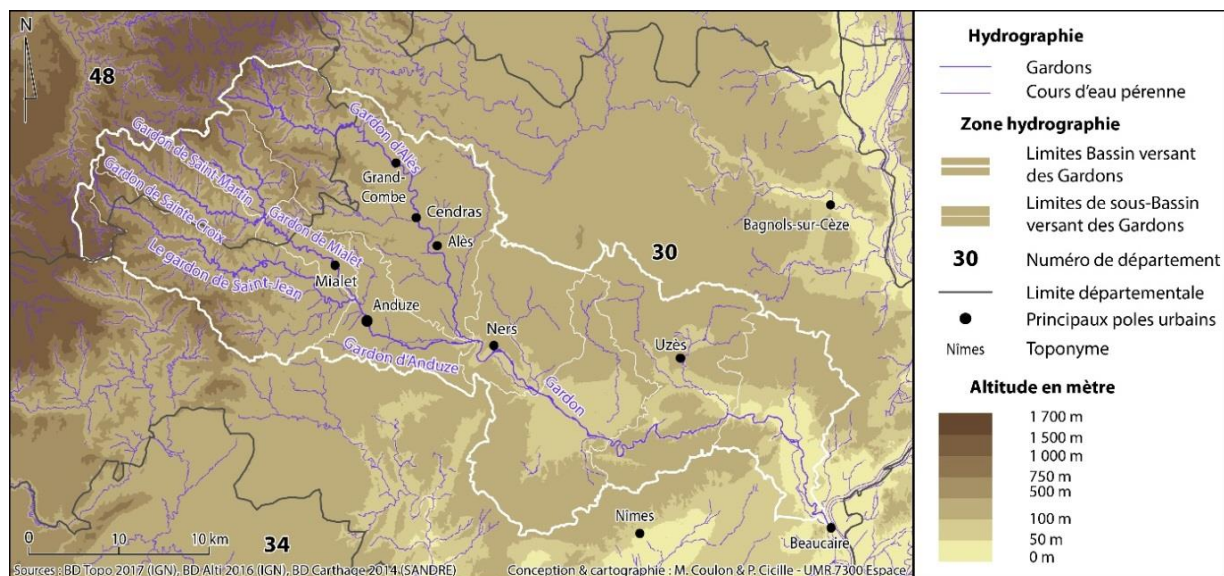 N
48
Gardon d'Alès
Gardon de Saint-Martin
Grand-
Combe
Gardon de Sainte-Croix
Cendras
Bagnols-sur-Cèze
Gardon de Mialet
Alès
30
Le gardon de Saint-Jean
Mialet
Anduze
Ners
Uzès
Gardon d'Anduze
Gardon
Nîmes
Beaucaire
34
0 10 10 km
Sources : BD Topo 2017 (IGN), BD Alti 2016 (IGN), BD Carthage 2014 (SANDRE)
Conception & cartographie : M. Coulon & P. Cicille - UMR 7300 Espace
Hydrographie
Gardons
Cours d'eau pérenne
Zone hydrographie
Limites Bassin versant
des Gardons
Limites de sous-Bassin
versant des Gardons
30 Numéro de département
Limite départementale
Principaux poles urbains
Nîmes Toponyme
Altitude en mètre
1 700 m
1 500 m
1 000 m
750 m
500 m
100 m
50 m
0 m